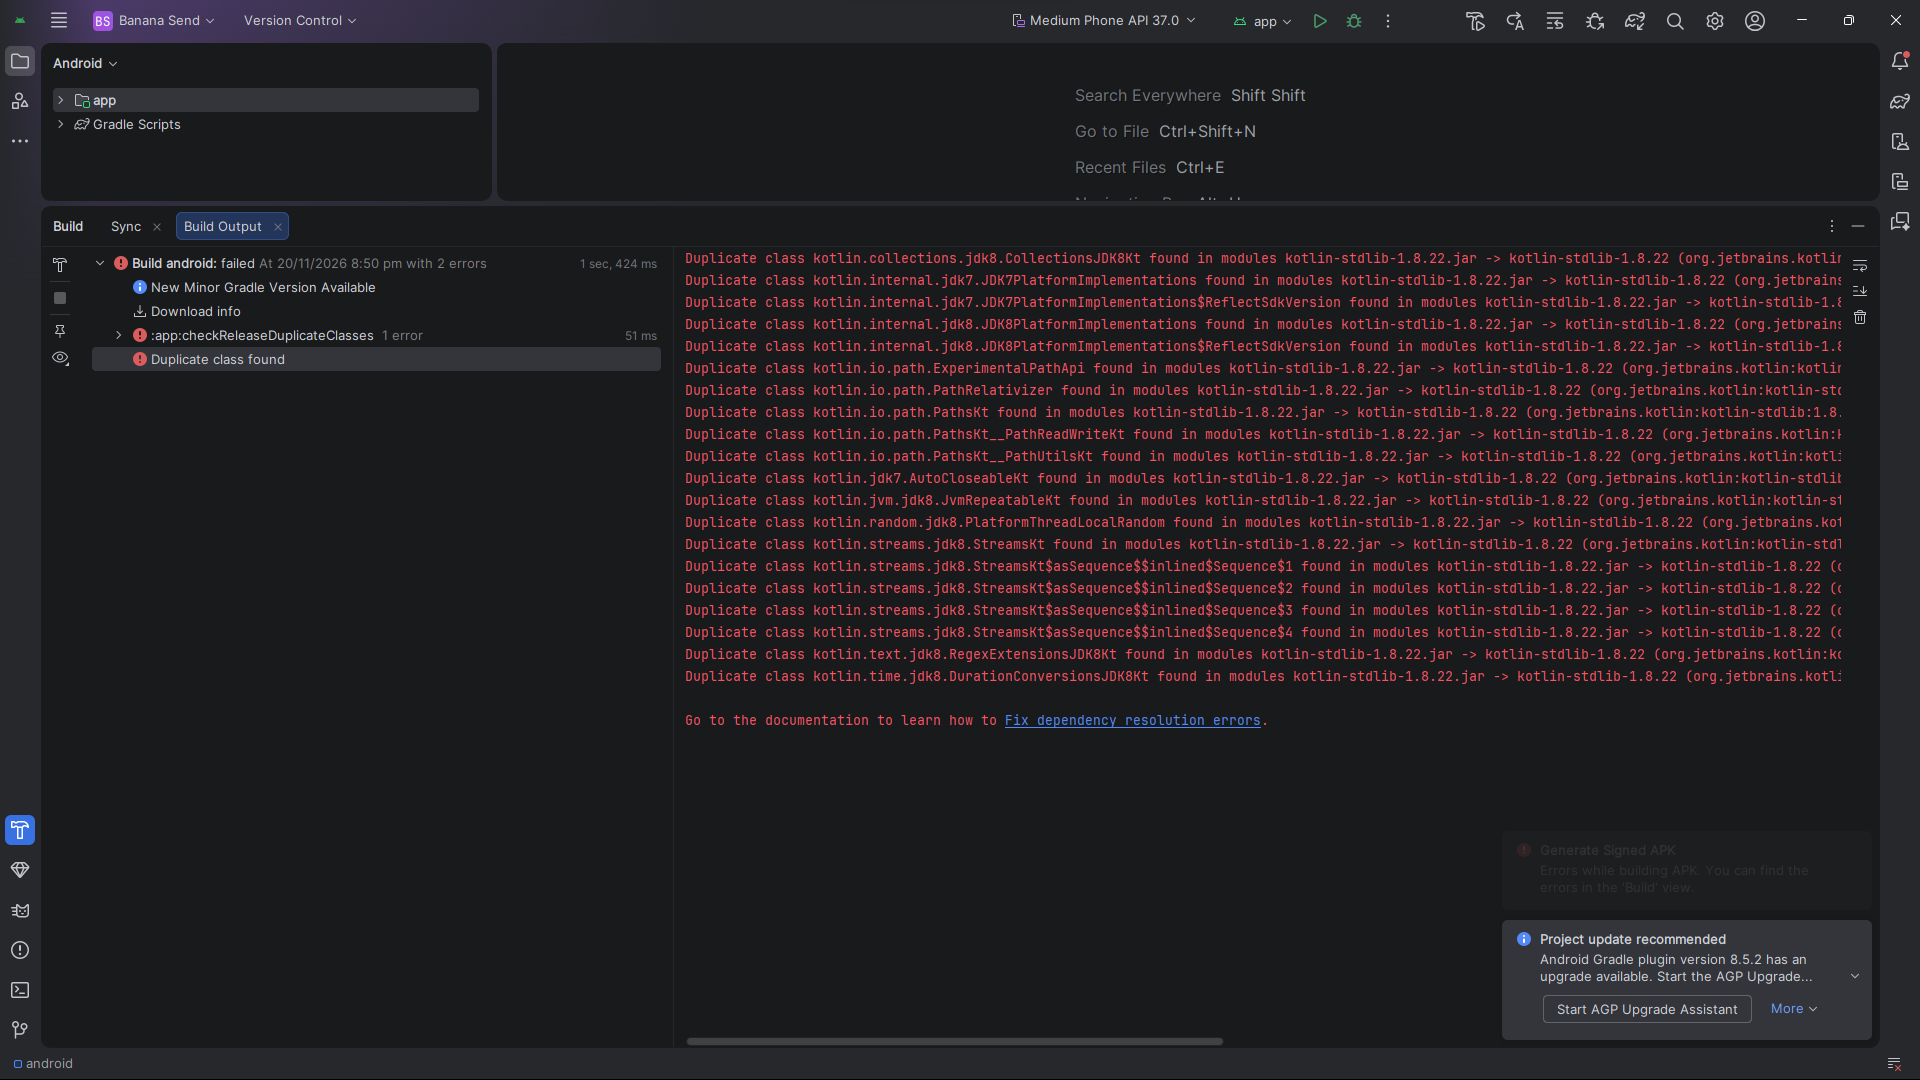 BS Banana Send
Version Control
Medium Phone API 37.0
app
Android
app
Gradle Scripts
Search Everywhere Shift Shift
Go to File Ctrl+Shift+N
Recent Files Ctrl+E
Build
Sync
Build Output
Build android: failed At 20/11/2026 8:50 pm with 2 errors 1 sec, 424 ms
New Minor Gradle Version Available
Download info
:app:checkReleaseDuplicateClasses 1 error 51 ms
Duplicate class found
Duplicate class kotlin.collections.jdk8.CollectionsJDK8Kt found in modules kotlin-stdlib-1.8.22.jar -> kotlin-stdlib-1.8.22 (org.jetbrains.kotlin
Duplicate class kotlin.internal.jdk7.JDK7PlatformImplementations found in modules kotlin-stdlib-1.8.22.jar -> kotlin-stdlib-1.8.22 (org.jetbrains
Duplicate class kotlin.internal.jdk7.JDK7PlatformImplementations$ReflectSdkVersion found in modules kotlin-stdlib-1.8.22.jar -> kotlin-stdlib-1.8
Duplicate class kotlin.internal.jdk8.JDK8PlatformImplementations found in modules kotlin-stdlib-1.8.22.jar -> kotlin-stdlib-1.8.22 (org.jetbrains
Duplicate class kotlin.internal.jdk8.JDK8PlatformImplementations$ReflectSdkVersion found in modules kotlin-stdlib-1.8.22.jar -> kotlin-stdlib-1.8
Duplicate class kotlin.io.path.ExperimentalPathApi found in modules kotlin-stdlib-1.8.22.jar -> kotlin-stdlib-1.8.22 (org.jetbrains.kotlin:kotlin
Duplicate class kotlin.io.path.PathRelativizer found in modules kotlin-stdlib-1.8.22.jar -> kotlin-stdlib-1.8.22 (org.jetbrains.kotlin:kotlin-std
Duplicate class kotlin.io.path.PathsKt found in modules kotlin-stdlib-1.8.22.jar -> kotlin-stdlib-1.8.22 (org.jetbrains.kotlin:kotlin-stdlib:1.8.
Duplicate class kotlin.io.path.PathsKt__PathReadWriteKt found in modules kotlin-stdlib-1.8.22.jar -> kotlin-stdlib-1.8.22 (org.jetbrains.kotlin:k
Duplicate class kotlin.io.path.PathsKt__PathUtilsKt found in modules kotlin-stdlib-1.8.22.jar -> kotlin-stdlib-1.8.22 (org.jetbrains.kotlin:kotli
Duplicate class kotlin.jdk7.AutoCloseableKt found in modules kotlin-stdlib-1.8.22.jar -> kotlin-stdlib-1.8.22 (org.jetbrains.kotlin:kotlin-stdlib
Duplicate class kotlin.jvm.jdk8.JvmRepeatableKt found in modules kotlin-stdlib-1.8.22.jar -> kotlin-stdlib-1.8.22 (org.jetbrains.kotlin:kotlin-st
Duplicate class kotlin.random.jdk8.PlatformThreadLocalRandom found in modules kotlin-stdlib-1.8.22.jar -> kotlin-stdlib-1.8.22 (org.jetbrains.kot
Duplicate class kotlin.streams.jdk8.StreamsKt found in modules kotlin-stdlib-1.8.22.jar -> kotlin-stdlib-1.8.22 (org.jetbrains.kotlin:kotlin-stdl
Duplicate class kotlin.streams.jdk8.StreamsKt$asSequence$$inlined$Sequence$1 found in modules kotlin-stdlib-1.8.22.jar -> kotlin-stdlib-1.8.22 (o
Duplicate class kotlin.streams.jdk8.StreamsKt$asSequence$$inlined$Sequence$2 found in modules kotlin-stdlib-1.8.22.jar -> kotlin-stdlib-1.8.22 (o
Duplicate class kotlin.streams.jdk8.StreamsKt$asSequence$$inlined$Sequence$3 found in modules kotlin-stdlib-1.8.22.jar -> kotlin-stdlib-1.8.22 (o
Duplicate class kotlin.streams.jdk8.StreamsKt$asSequence$$inlined$Sequence$4 found in modules kotlin-stdlib-1.8.22.jar -> kotlin-stdlib-1.8.22 (o
Duplicate class kotlin.text.jdk8.RegexExtensionsJDK8Kt found in modules kotlin-stdlib-1.8.22.jar -> kotlin-stdlib-1.8.22 (org.jetbrains.kotlin:ko
Duplicate class kotlin.time.jdk8.DurationConversionsJDK8Kt found in modules kotlin-stdlib-1.8.22.jar -> kotlin-stdlib-1.8.22 (org.jetbrains.kotli
Go to the documentation to learn how to Fix dependency resolution errors.
Generate Signed APK
Errors while building APK. You can find the
errors in the 'Build' view.
Project update recommended
Android Gradle plugin version 8.5.2 has an
upgrade available. Start the AGP Upgrade...
Start AGP Upgrade Assistant
More
android